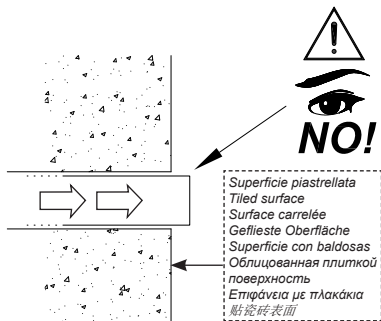 NO!
Superficie piastrellata
Tiled surface
Surface carrelée
Geflieste Oberfläche
Superficie con baldosas
Облицованная плиткой
поверхность
Επιφάνεια με πλακάκια
贴瓷砖表面